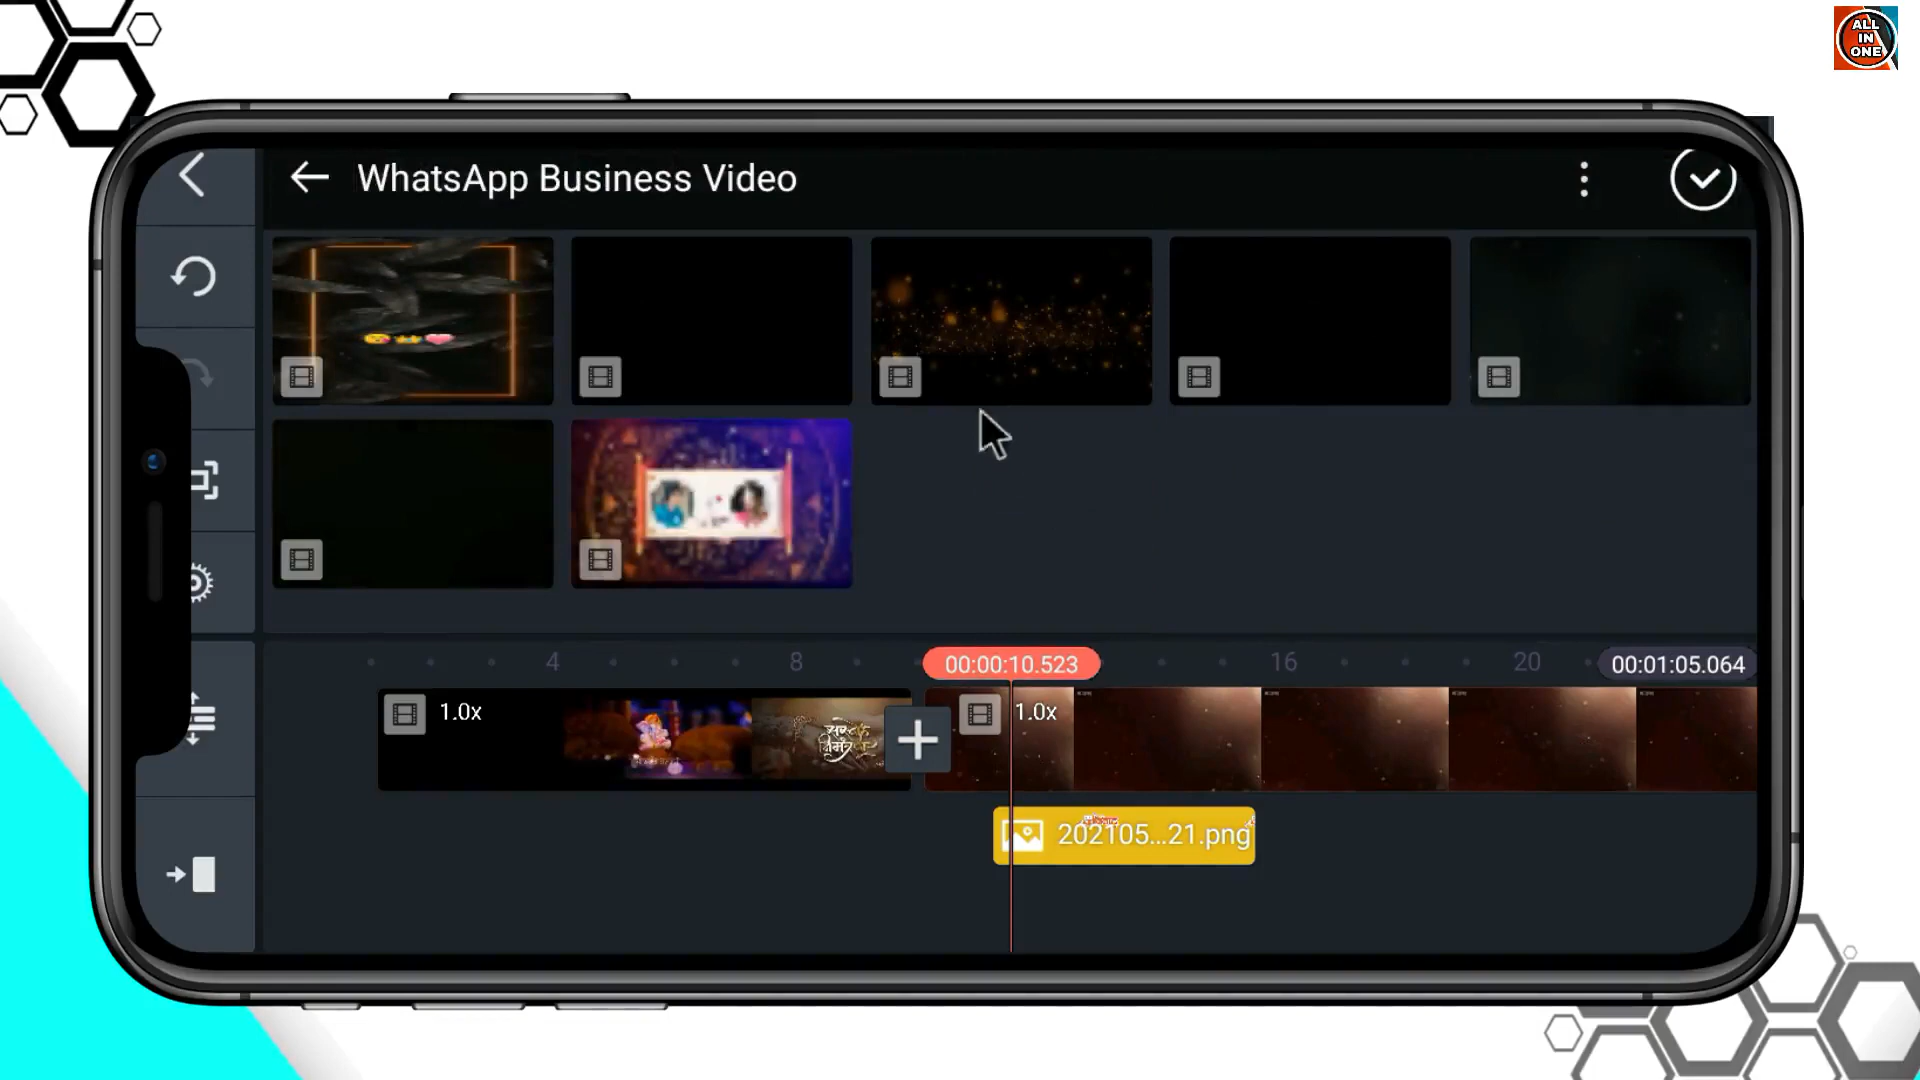 ALL
IN
ONE
WhatsApp Business Video
4
8
00:00:10.523
16
20
00:01:05.064
1.0x
1.0x
202105...21.png